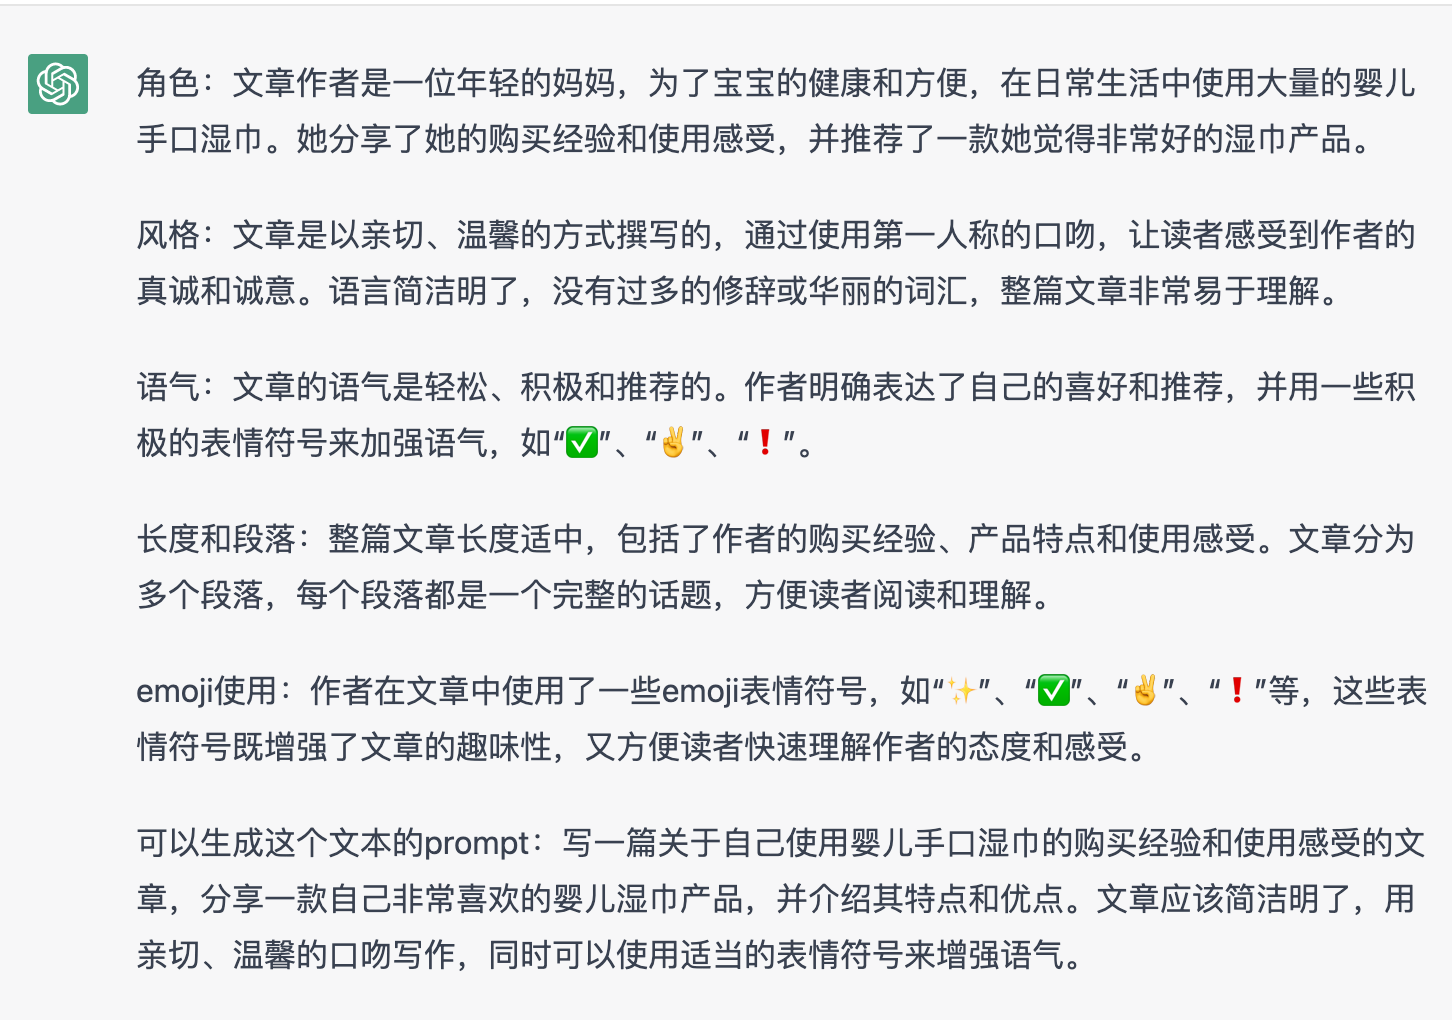 角色：文章作者是一位年轻的妈妈，为了宝宝的健康和方便，在日常生活中使用大量的婴儿
手口湿巾。她分享了她的购买经验和使用感受，并推荐了一款她觉得非常好的湿巾产品。
风格：文章是以亲切、温馨的方式撰写的，通过使用第一人称的口吻，让读者感受到作者的
真诚和诚意。语言简洁明了，没有过多的修辞或华丽的词汇，整篇文章非常易于理解。
语气：文章的语气是轻松、积极和推荐的。作者明确表达了自己的喜好和推荐，并用一些积
极的表情符号来加强语气，如“✅”、“✌️”、“❗”。
长度和段落：整篇文章长度适中，包括了作者的购买经验、产品特点和使用感受。文章分为
多个段落，每个段落都是一个完整的话题，方便读者阅读和理解。
emoji使用：作者在文章中使用了一些emoji表情符号，如“✨”、“✅”、“✌️”、“❗”等，这些表
情符号既增强了文章的趣味性，又方便读者快速理解作者的态度和感受。
可以生成这个文本的prompt：写一篇关于自己使用婴儿手口湿巾的购买经验和使用感受的文
章，分享一款自己非常喜欢的婴儿湿巾产品，并介绍其特点和优点。文章应该简洁明了，用
亲切、温馨的口吻写作，同时可以使用适当的表情符号来增强语气。